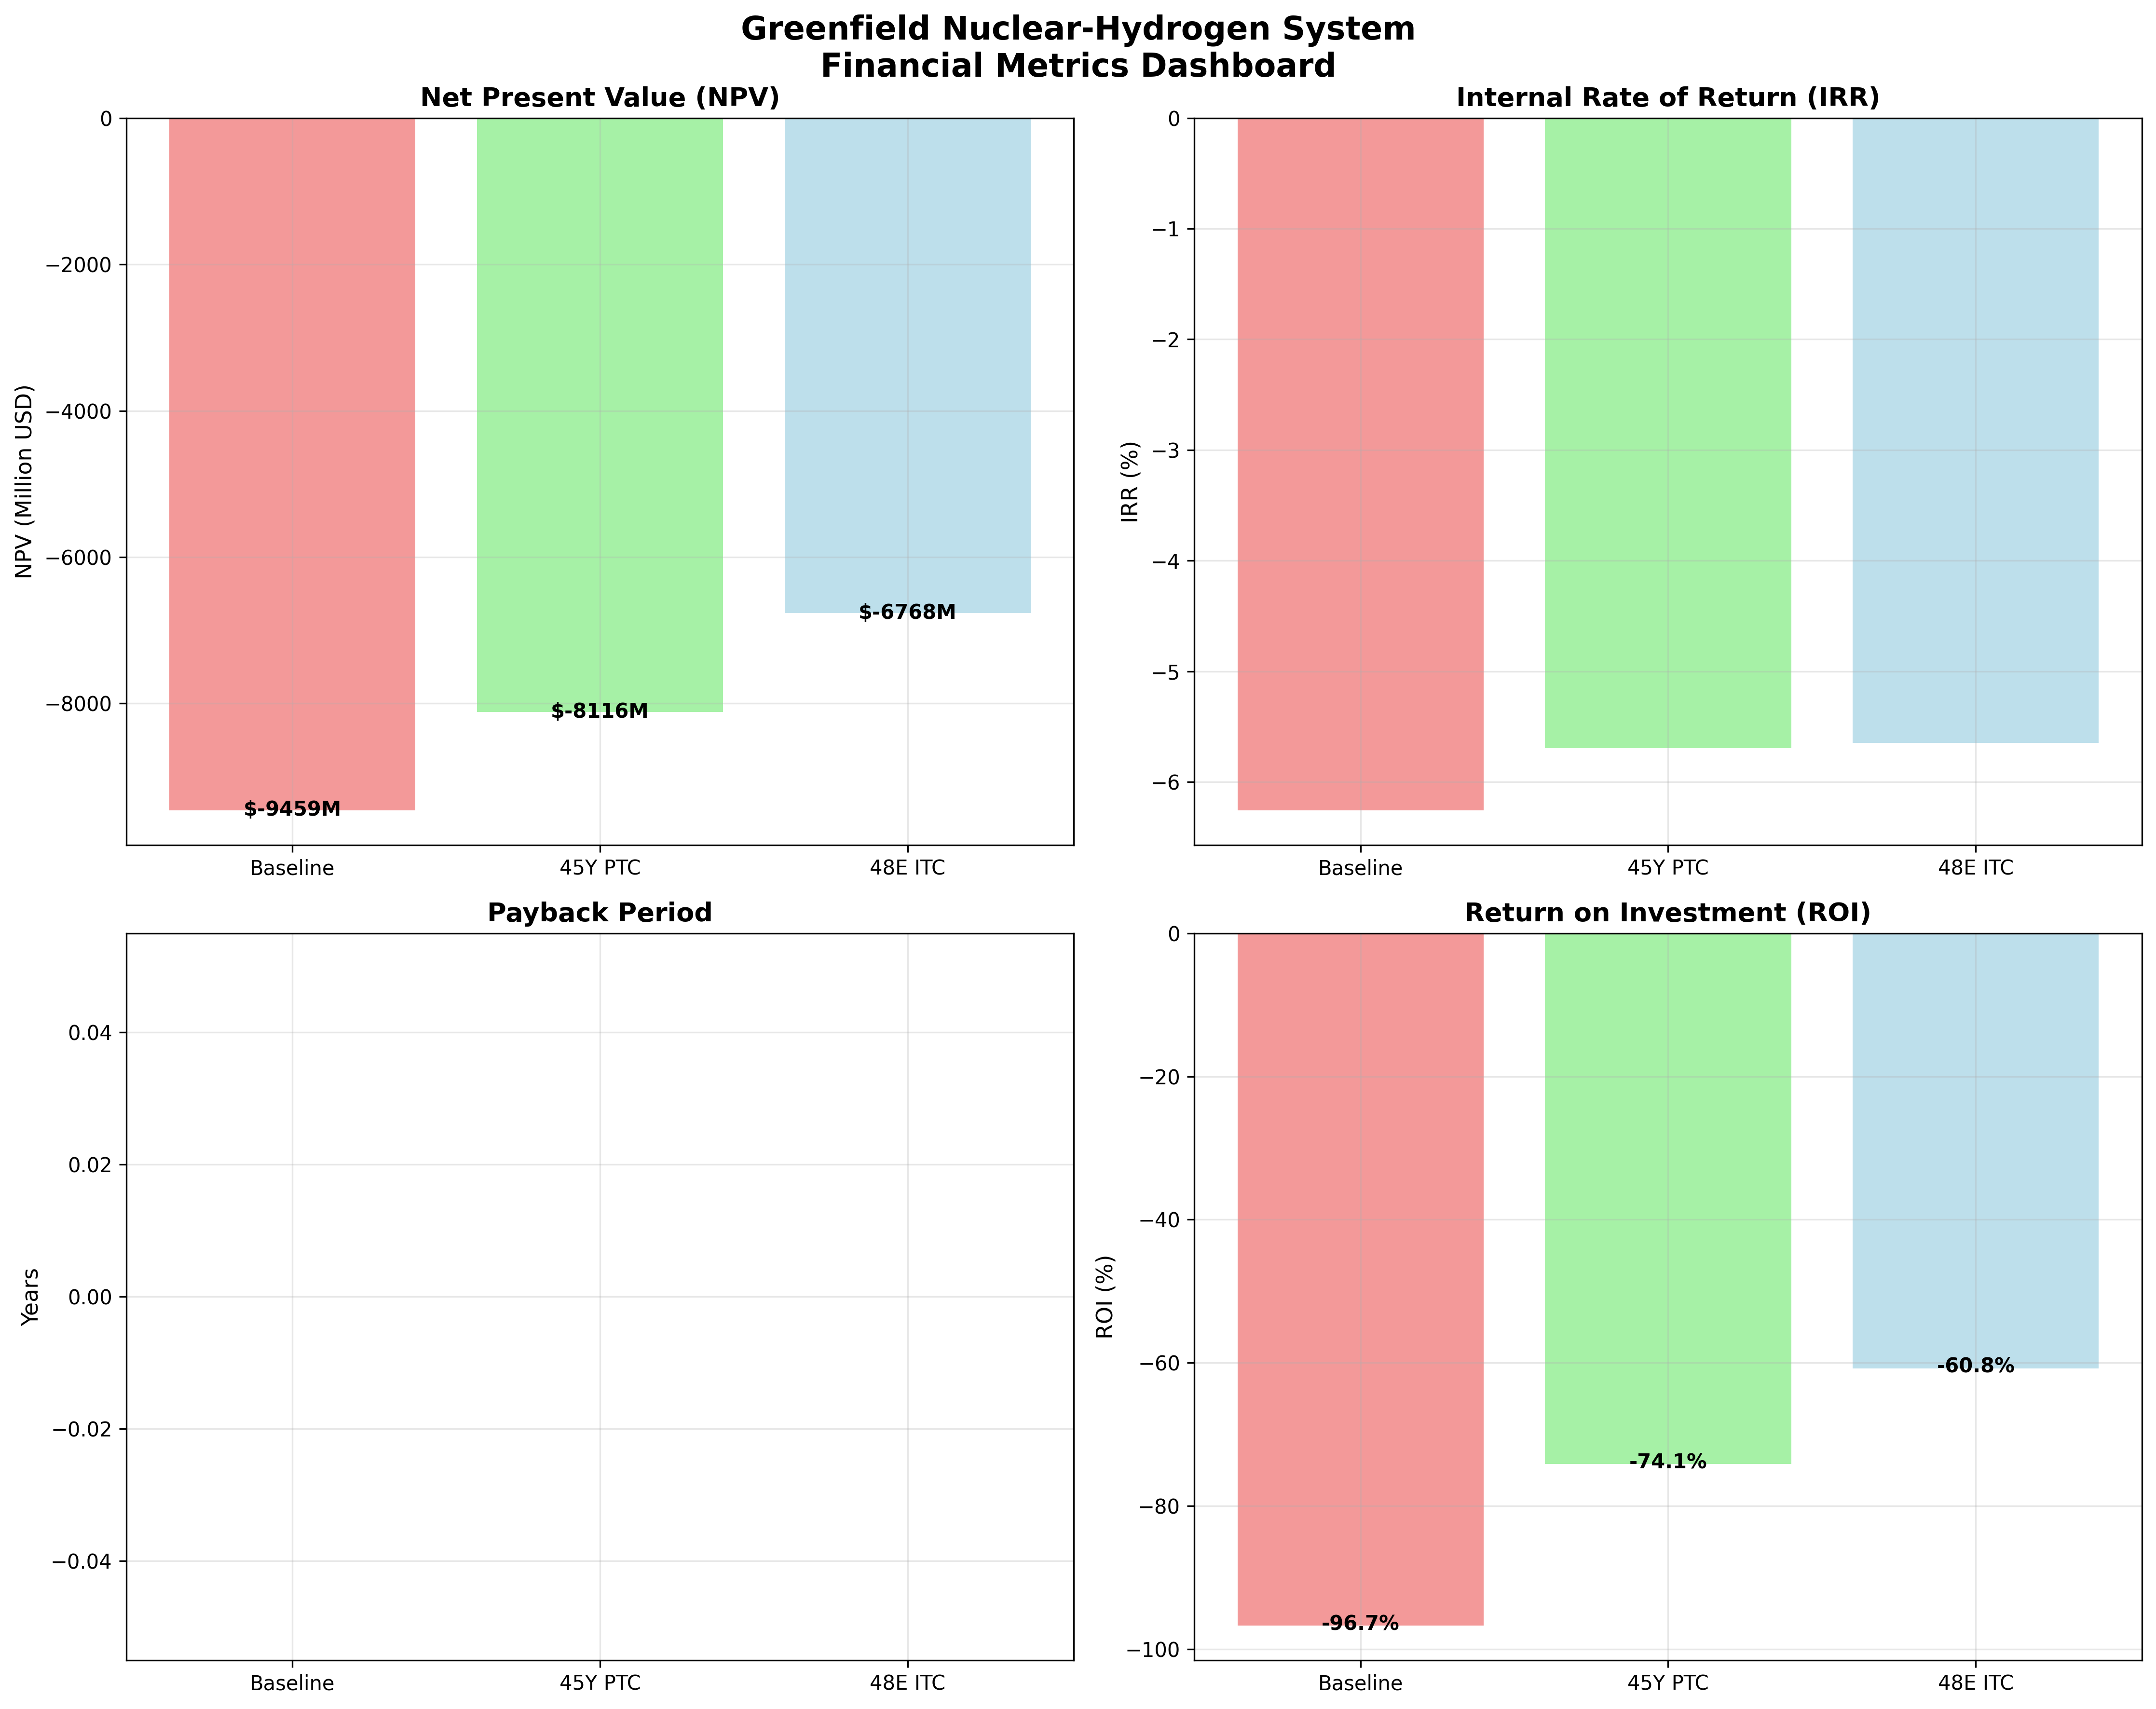 Greenfield Nuclear-Hydrogen System
Financial Metrics Dashboard
Net Present Value (NPV)
NPV (Million USD)
0
−2000
−4000
−6000
−8000
$-9459M
$-8116M
$-6768M
Baseline
45Y PTC
48E ITC
Internal Rate of Return (IRR)
IRR (%)
0
−1
−2
−3
−4
−5
−6
Baseline
45Y PTC
48E ITC
Payback Period
Years
0.04
0.02
0.00
−0.02
−0.04
Baseline
45Y PTC
48E ITC
Return on Investment (ROI)
ROI (%)
0
−20
−40
−60
−80
−100
-96.7%
-74.1%
-60.8%
Baseline
45Y PTC
48E ITC